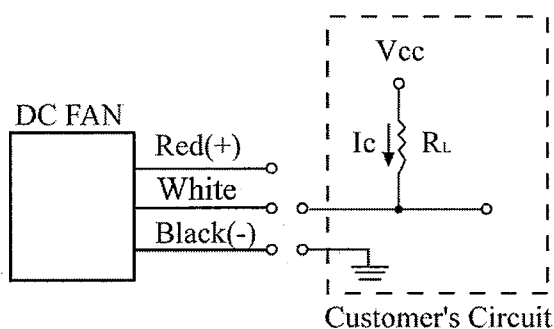 Vcc
DC FAN
Red(+)
Ic
RL
White
Black(-)
Customer's Circuit